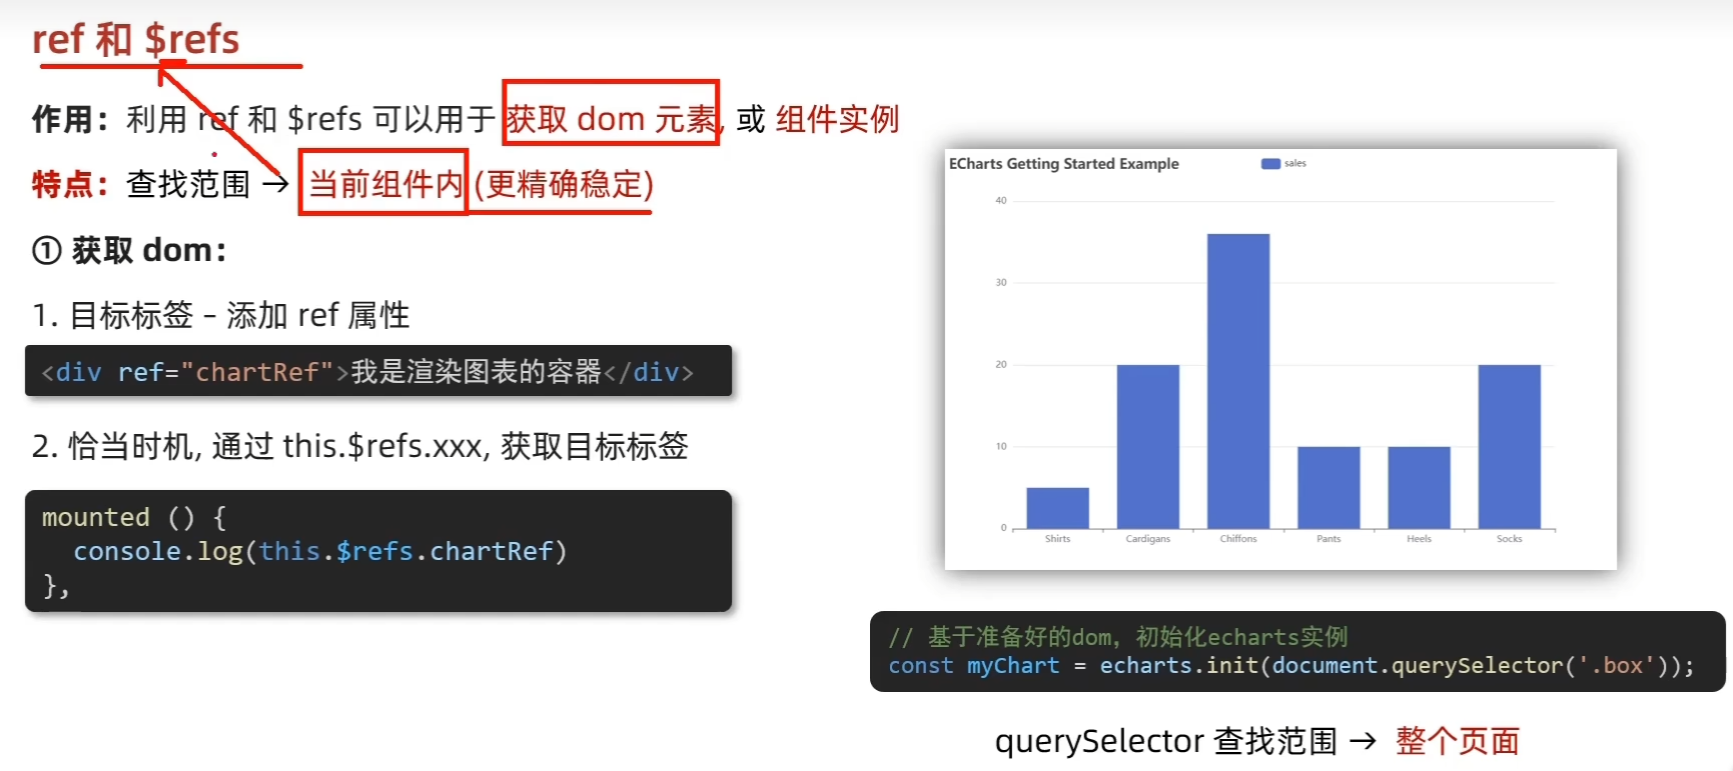 ref 和 $refs
作用：利用 ref 和 $refs 可以用于 获取 dom 元素, 或 组件实例
特点：查找范围 → 当前组件内 (更精确稳定)
① 获取 dom：
1. 目标标签 – 添加 ref 属性
<div ref="chartRef">我是渲染图表的容器</div>
2. 恰当时机, 通过 this.$refs.xxx, 获取目标标签
mounted () {
console.log(this.$refs.chartRef)
},
ECharts Getting Started Example
sales
40
30
20
10
0
Shirts Cardigans Chiffons Pants Heels Socks
// 基于准备好的dom，初始化echarts实例
const myChart = echarts.init(document.querySelector('.box'));
querySelector 查找范围 → 整个页面